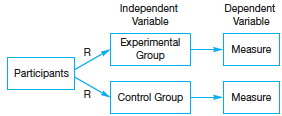 Independent
Variable
Dependent
Variable
R
Experimental
Group
Measure
Participants
R
Control Group
Measure